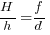 H/h = f/d